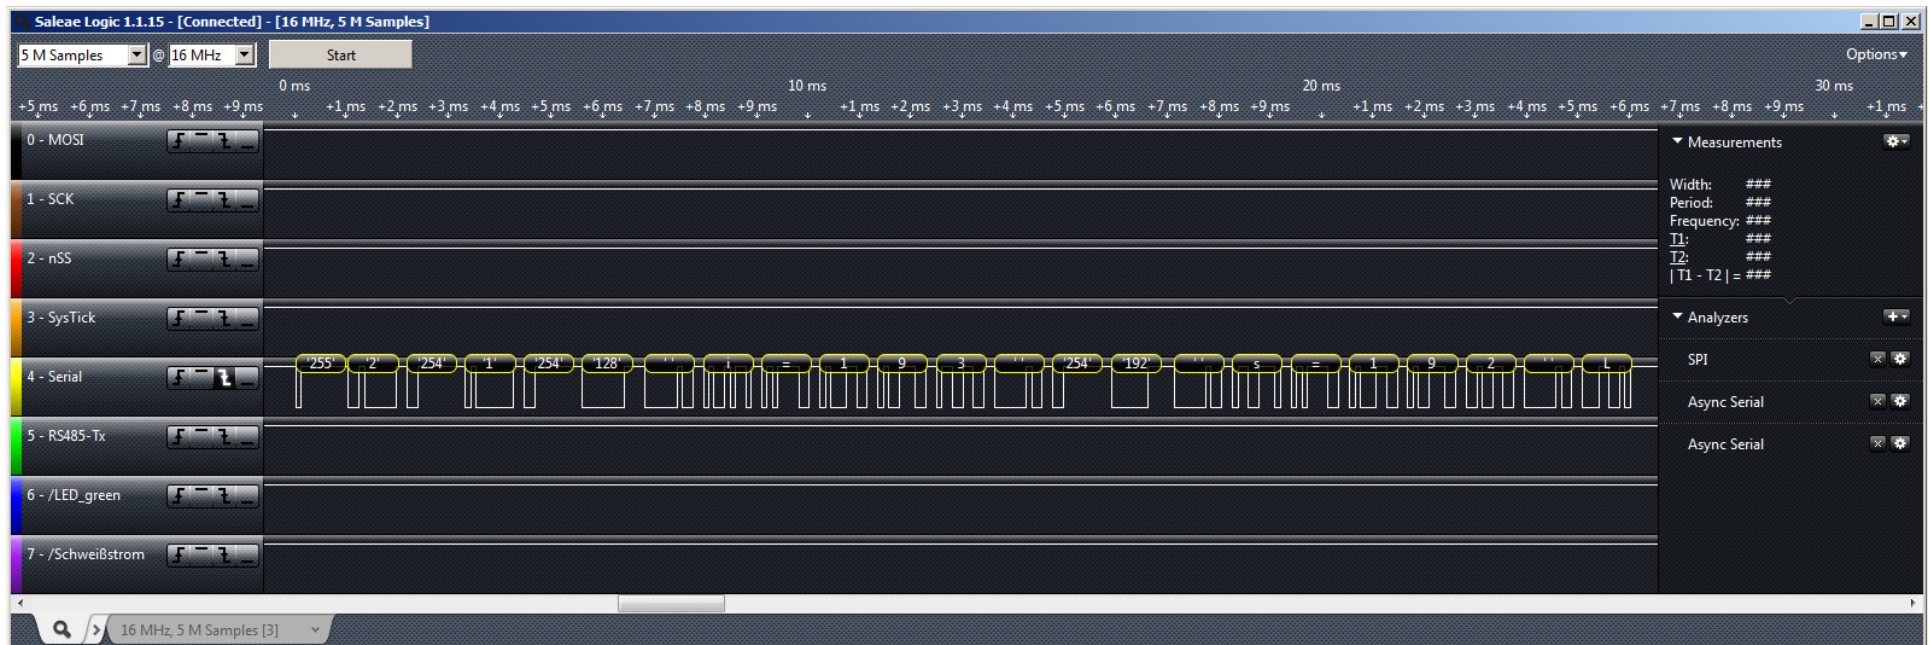 Saleae Logic 1.1.15 - [Connected] - [16 MHz, 5 M Samples]
5 M Samples @ 16 MHz Start Options
0 ms 10 ms 20 ms 30 ms
+5 ms +6 ms +7 ms +8 ms +9 ms +1 ms +2 ms +3 ms +4 ms +5 ms +6 ms +7 ms +8 ms +9 ms +1 ms +2 ms +3 ms +4 ms +5 ms +6 ms +7 ms +8 ms +9 ms +1 ms +2 ms +3 ms +4 ms +5 ms +6 ms +7 ms +8 ms +9 ms +1 ms +
0 - MOSI
1 - SCK
2 - nSS
3 - SysTick
4 - Serial
'255' '2' '254' '1' '254' '128' ' ' i = 1 9 3 ' ' '254' '192' ' ' s = 1 9 2 ' ' L
5 - RS485-Tx
6 - /LED_green
7 - /Schweißstrom
Measurements
Width: ###
Period: ###
Frequency: ###
T1: ###
T2: ###
| T1 - T2 | = ###
Analyzers
SPI
Async Serial
Async Serial
16 MHz, 5 M Samples [3]